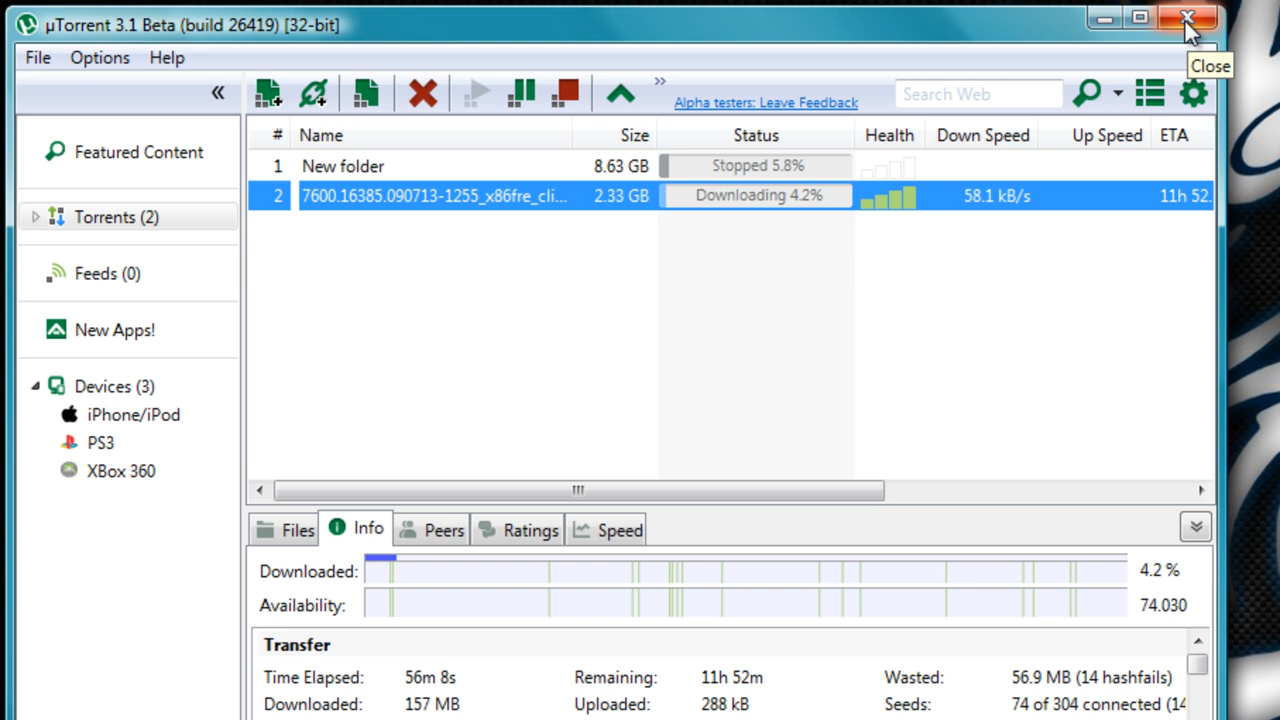 µTorrent 3.1 Beta (build 26419) [32-bit]
File Options Help
Close
«
»
Alpha testers: Leave Feedback
Search Web
# Name Size Status Health Down Speed Up Speed ETA
1 New folder 8.63 GB Stopped 5.8%
2 7600.16385.090713-1255_x86fre_cli... 2.33 GB Downloading 4.2% 58.1 kB/s 11h 52.
Featured Content
Torrents (2)
Feeds (0)
New Apps!
Devices (3)
iPhone/iPod
PS3
XBox 360
Files Info Peers Ratings Speed
Downloaded: 4.2 %
Availability: 74.030
Transfer
Time Elapsed: 56m 8s Remaining: 11h 52m Wasted: 56.9 MB (14 hashfails)
Downloaded: 157 MB Uploaded: 288 kB Seeds: 74 of 304 connected (14